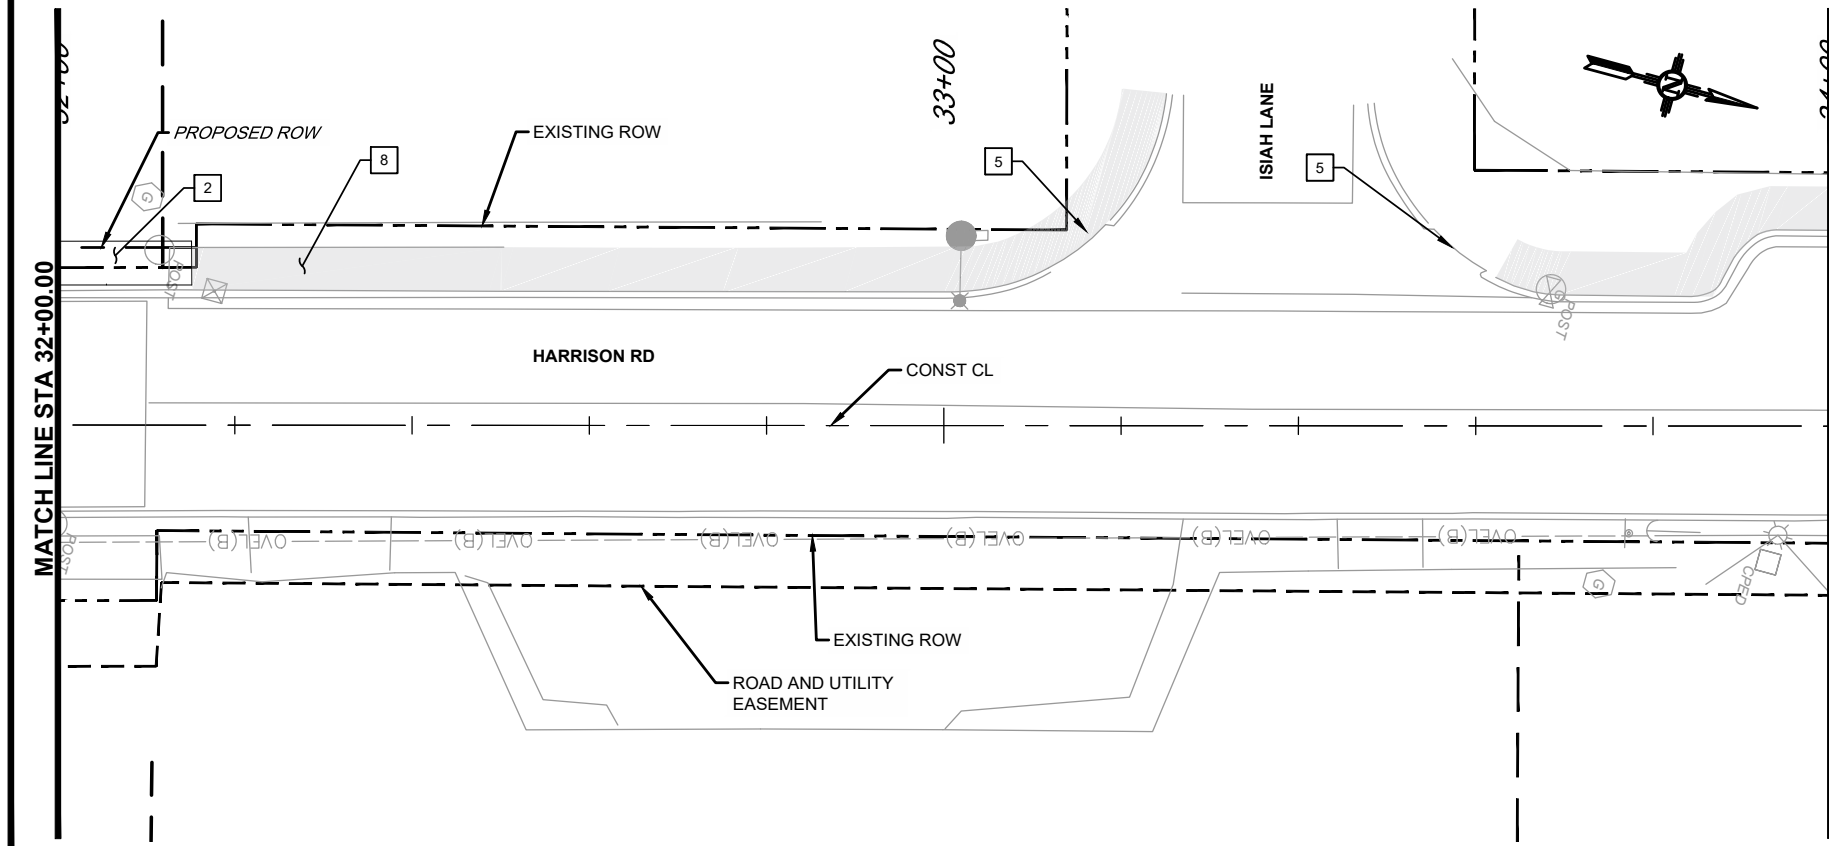 33+00
ISIAH LANE
PROPOSED ROW
EXISTING ROW
8
5
5
2
G
POST
G
POST
MATCH LINE STA 32+00.00
HARRISON RD
CONST CL
N
OVEL(B)
OVEL(B)
OVEL(B)
OVEL(B)
OVEL(B)
OVEL(B)
POST
G
CPED
EXISTING ROW
ROAD AND UTILITY
EASEMENT